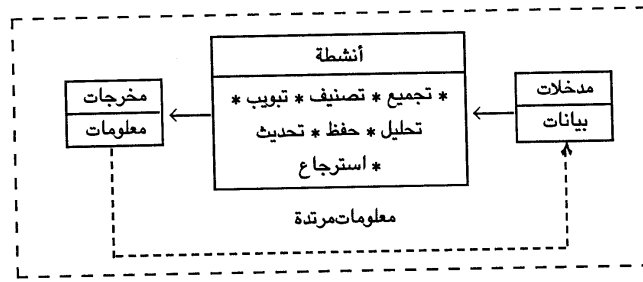 أنشطة
مدخلات
بيانات
* تجميع * تصنيف * تبويب *
تحليل * حفظ * تحديث
* استرجاع
مخرجات
معلومات
معلومات مرتدة